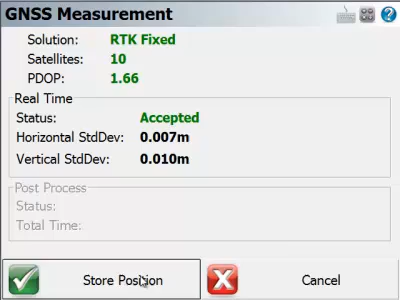 GNSS Measurement
Solution: RTK Fixed
Satellites: 10
PDOP: 1.66
Real Time
Status: Accepted
Horizontal StdDev: 0.007m
Vertical StdDev: 0.010m
Post Process
Status:
Total Time:
Store Position
Cancel